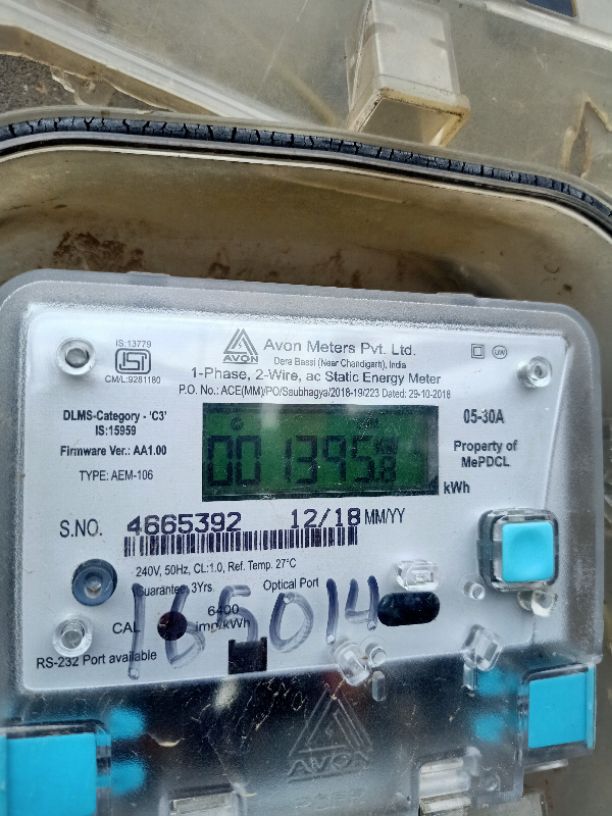 IS.13779
ISI
CM/L:9281180
AVON
Avon Meters Pvt. Ltd.
Dera Bassi (Near Chandigarh), India
1-Phase, 2-Wire, ac Static Energy Meter
P.O. No.: ACE(MM)/PO/Saubhagya/2018-19/223 Dated: 29-10-2018
DLMS-Category - 'C3'
IS:15959
Firmware Ver.: AA1.00
TYPE: AEM-106
001395.8
kWh
05-30A
Property of
MePDCL
S.NO. 4665392 12/18 MM/YY
240V, 50Hz, CL:1.0, Ref. Temp. 27°C
Guarantee, 3Yrs Optical Port
CAL 6400
imp/kWh
165014
RS-232 Port available
AVON